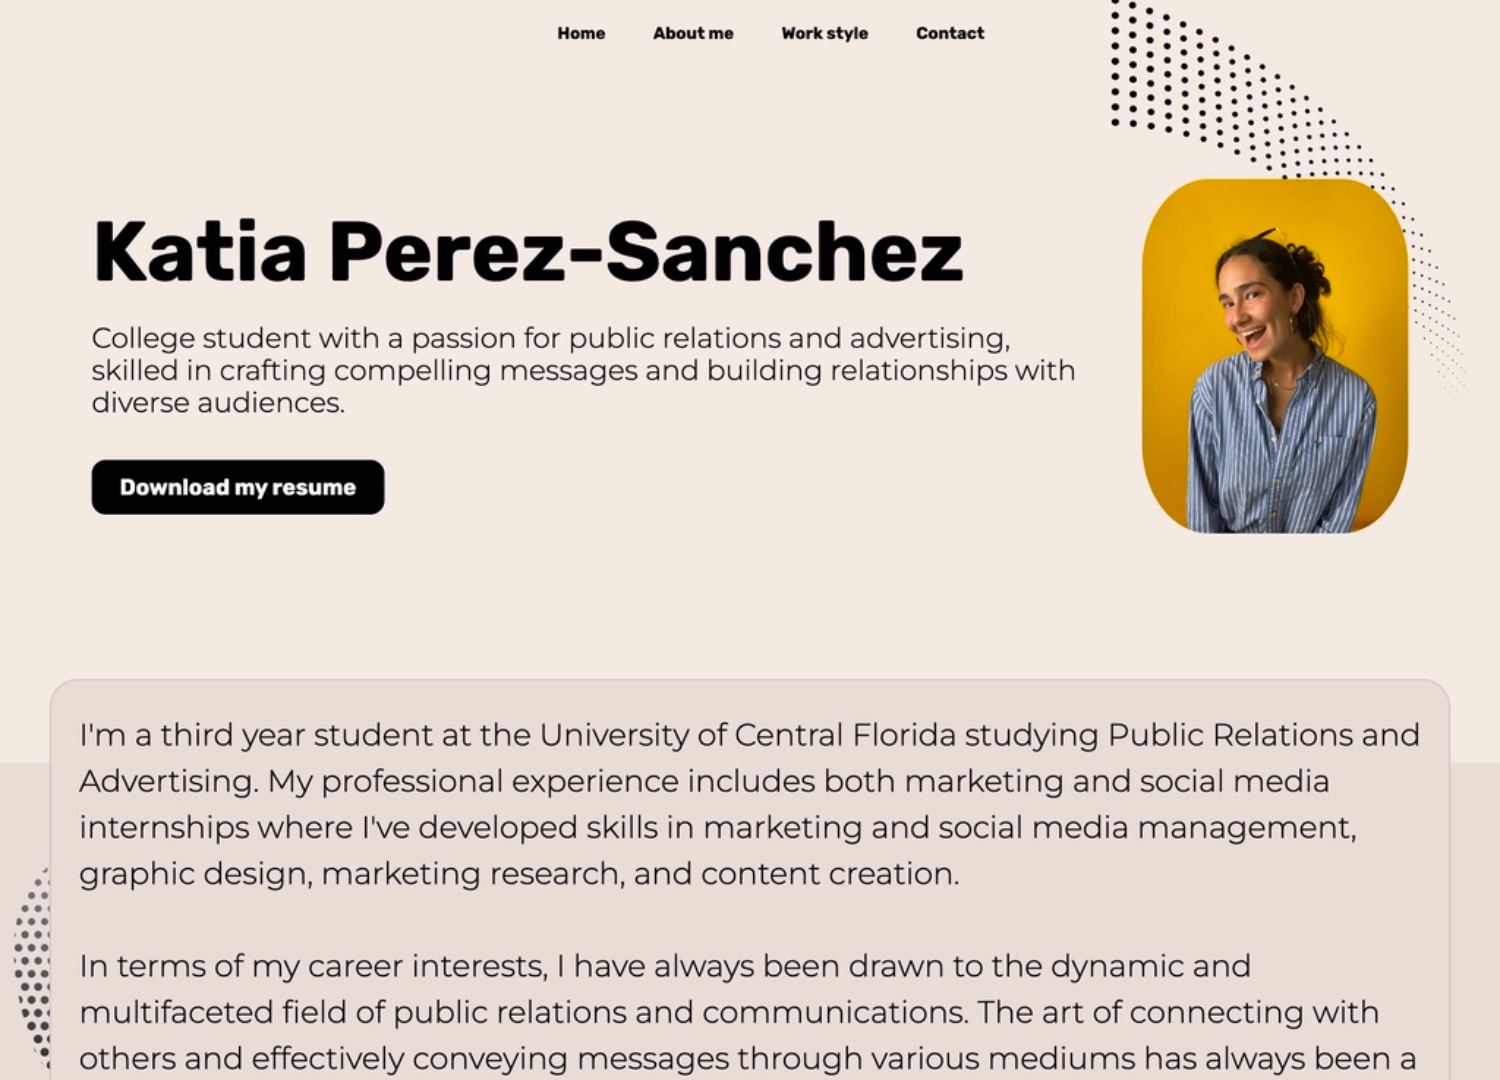 Home About me Work style Contact
Katia Perez-Sanchez
College student with a passion for public relations and advertising,
skilled in crafting compelling messages and building relationships with
diverse audiences.
Download my resume
I'm a third year student at the University of Central Florida studying Public Relations and
Advertising. My professional experience includes both marketing and social media
internships where I've developed skills in marketing and social media management,
graphic design, marketing research, and content creation.
In terms of my career interests, I have always been drawn to the dynamic and
multifaceted field of public relations and communications. The art of connecting with
others and effectively conveying messages through various mediums has always been a